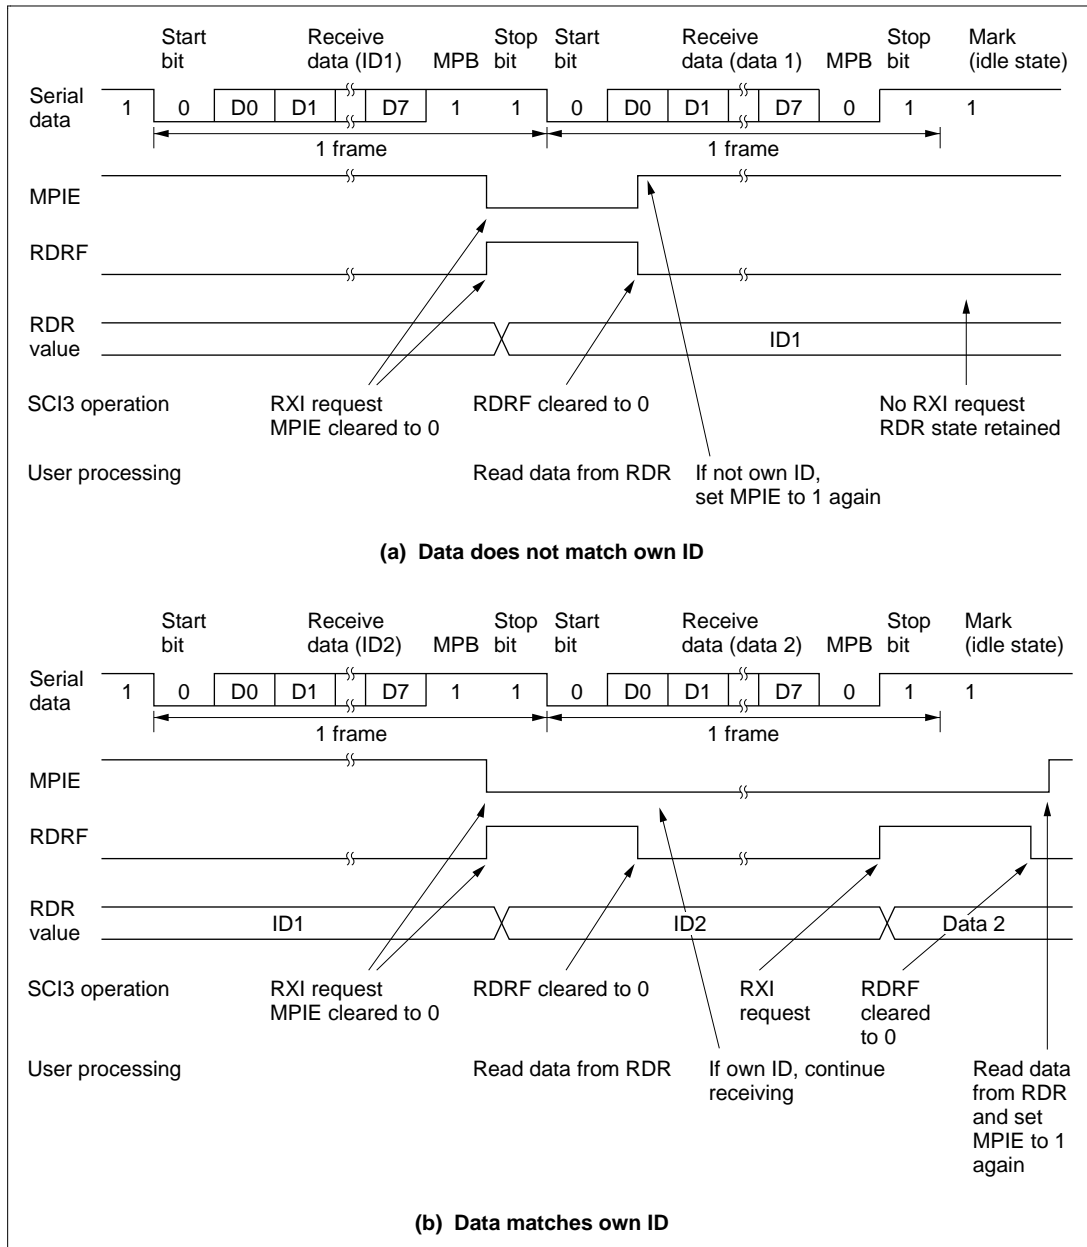 Start Receive Stop Start Receive Stop Mark
bit data (ID1) MPB bit bit data (data 1) MPB bit (idle state)
Serial
data
1 0 D0 D1 D7 1 1 0 D0 D1 D7 0 1 1
1 frame 1 frame
MPIE
RDRF
RDR
value
ID1
SCI3 operation
RXI request
MPIE cleared to 0
RDRF cleared to 0
No RXI request
RDR state retained
User processing
Read data from RDR
If not own ID,
set MPIE to 1 again
(a) Data does not match own ID
Start Receive Stop Start Receive Stop Mark
bit data (ID2) MPB bit bit data (data 2) MPB bit (idle state)
Serial
data
1 0 D0 D1 D7 1 1 0 D0 D1 D7 0 1 1
1 frame 1 frame
MPIE
RDRF
RDR
value
ID1 ID2 Data 2
SCI3 operation
RXI request
MPIE cleared to 0
RDRF cleared to 0
RXI
request
RDRF
cleared
to 0
User processing
Read data from RDR
If own ID, continue
receiving
Read data
from RDR
and set
MPIE to 1
again
(b) Data matches own ID